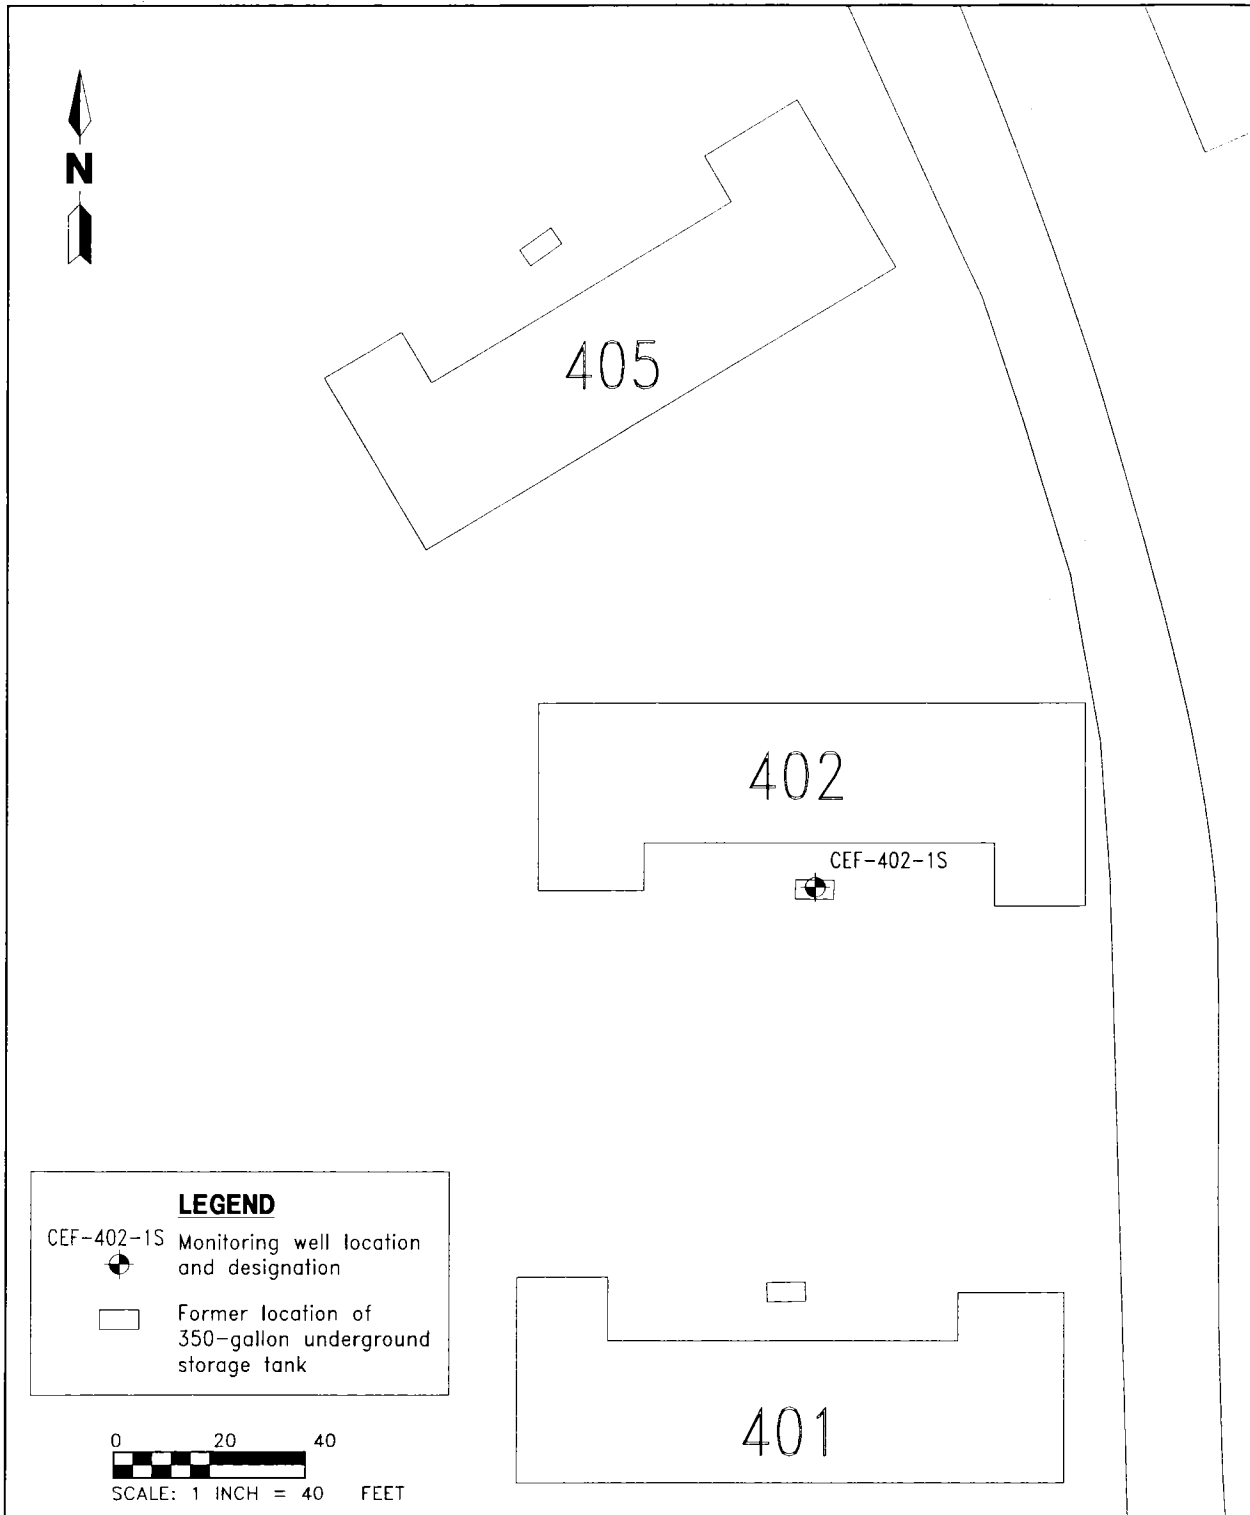 N
405
402
CEF-402-1S
LEGEND
CEF-402-1S Monitoring well location
and designation
Former location of
350-gallon underground
storage tank
401
0 20 40
SCALE: 1 INCH = 40 FEET